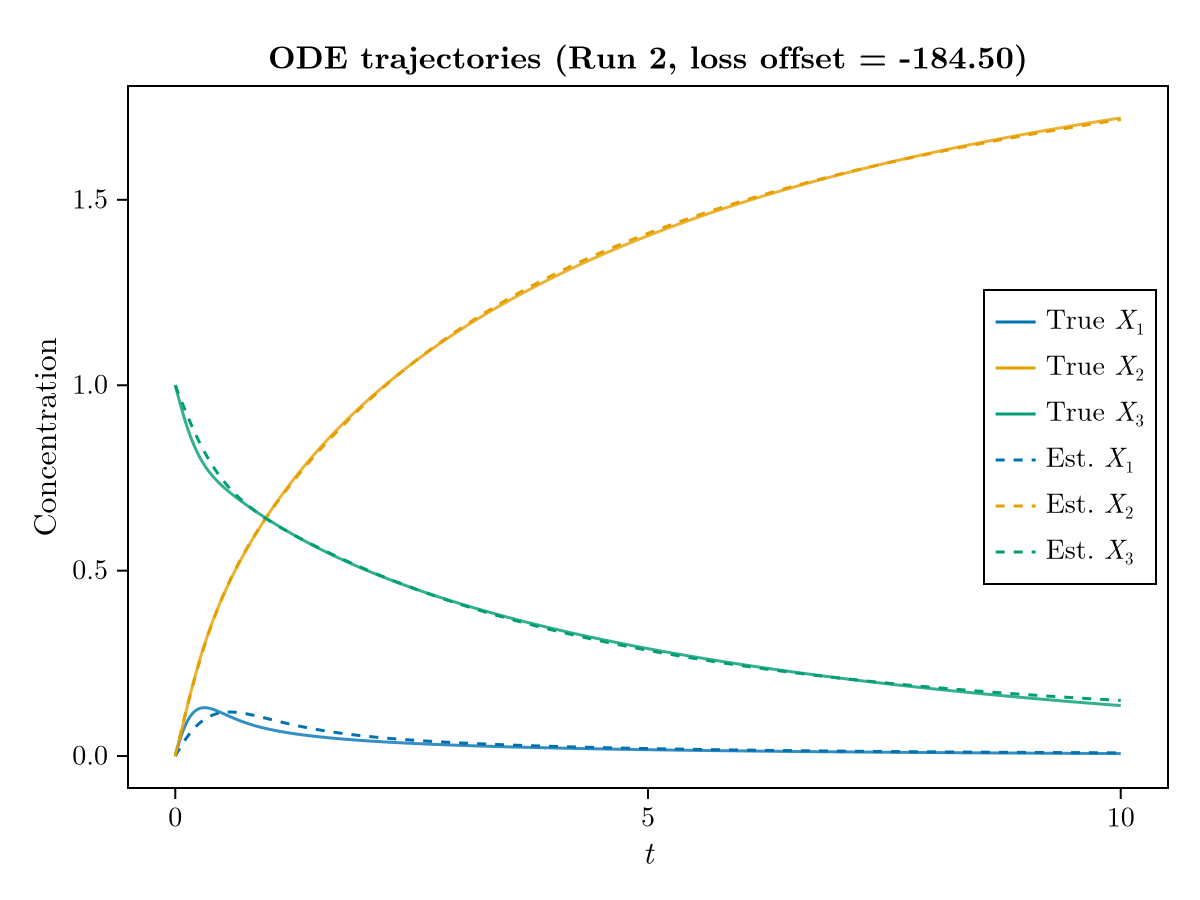 ODE trajectories (Run 2, loss offset = -184.50)
Concentration
1.5
1.0
0.5
0.0
0
5
10
t
True X₁
True X₂
True X₃
Est. X₁
Est. X₂
Est. X₃